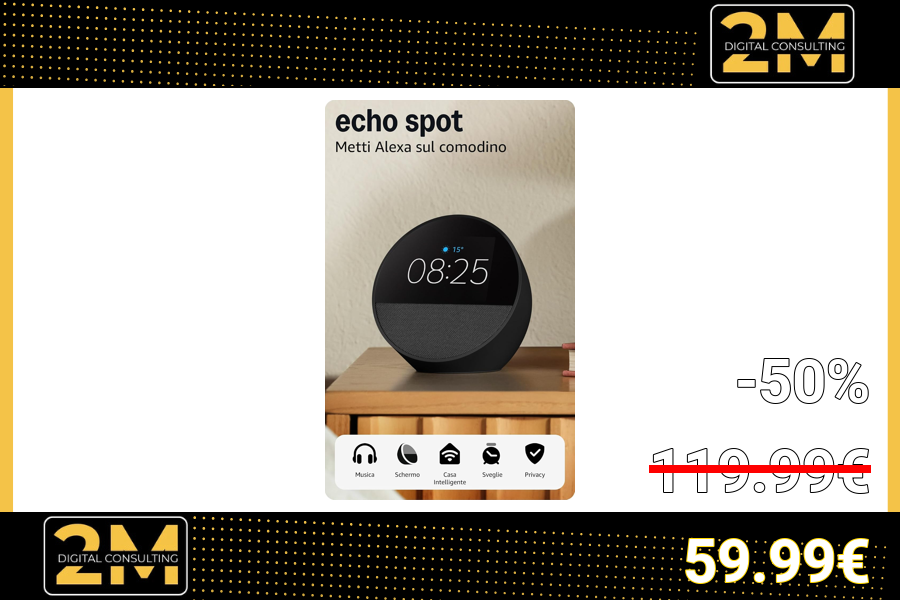 2M
DIGITAL CONSULTING
echo spot
Metti Alexa sul comodino
15°
08:25
-50%
119.99€
Musica
Schermo
Casa
Intelligente
Sveglie
Privacy
2M
DIGITAL CONSULTING
59.99€